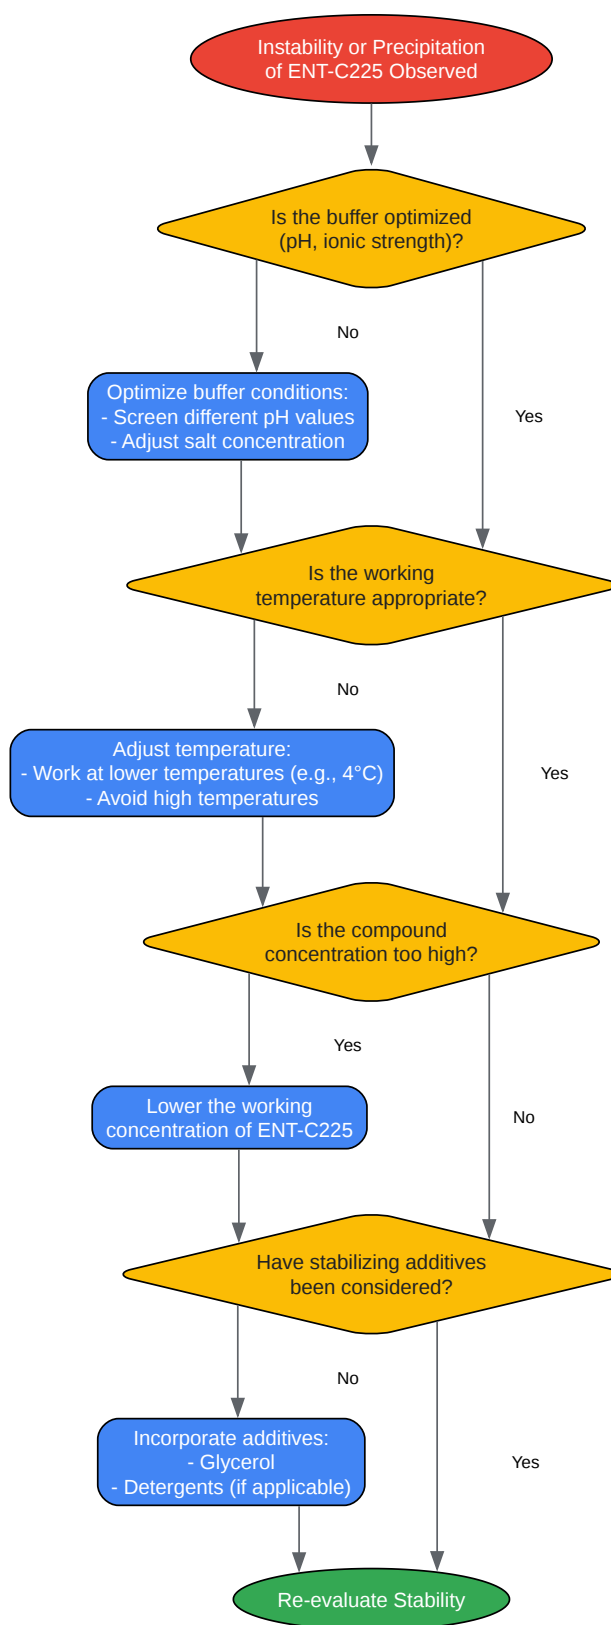 Instability or Precipitation
of ENT-C225 Observed
Is the buffer optimized
(pH, ionic strength)?
No
Optimize buffer conditions:
- Screen different pH values
- Adjust salt concentration
Yes
Is the working
temperature appropriate?
No
Adjust temperature:
- Work at lower temperatures (e.g., 4°C)
- Avoid high temperatures
Yes
Is the compound
concentration too high?
Yes
Lower the working
concentration of ENT-C225
No
Have stabilizing additives
been considered?
No
Incorporate additives:
- Glycerol
- Detergents (if applicable)
Yes
Re-evaluate Stability